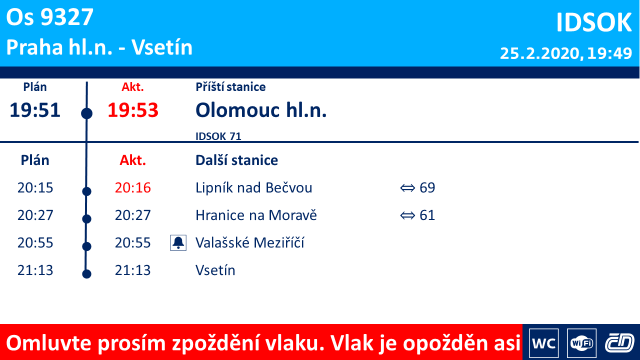 Os 9327
IDSOK
Praha hl.n. - Vsetín
25.2.2020, 19:49
Plán Akt. Příští stanice
19:51 19:53 Olomouc hl.n.
IDSOK 71
Plán Akt. Další stanice
20:15 20:16 Lipník nad Bečvou ⇔ 69
20:27 20:27 Hranice na Moravě ⇔ 61
20:55 20:55 Valašské Meziříčí
21:13 21:13 Vsetín
Omluvte prosím zpoždění vlaku. Vlak je opožděn asi WC WiFi ČD